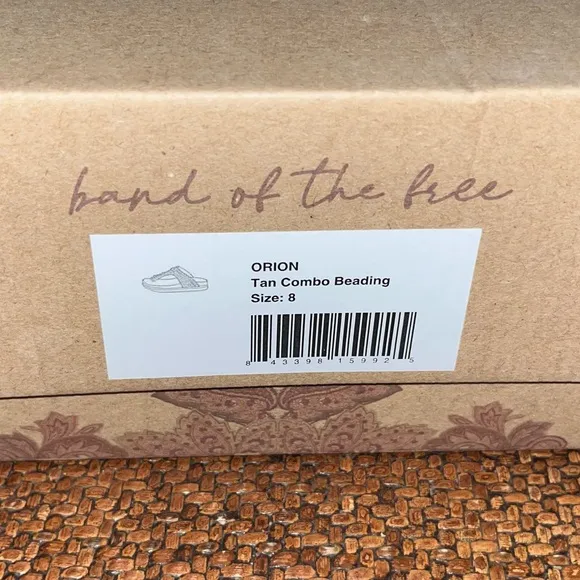 band of the free
ORION
Tan Combo Beading
Size: 8
8 43398 15992 5